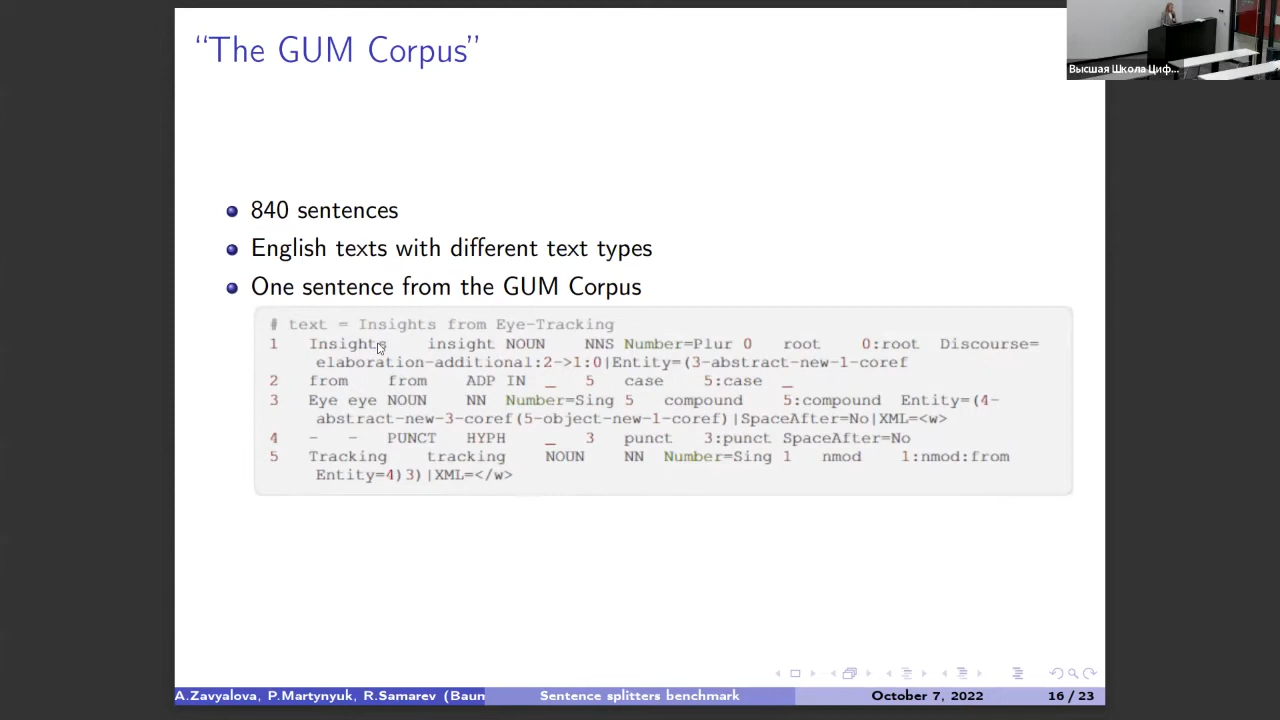 “The GUM Corpus”
Высшая Школа Циф...
840 sentences
English texts with different text types
One sentence from the GUM Corpus
# text = Insights from Eye-Tracking
1 Insights insight NOUN NNS Number=Plur 0 root 0:root Discourse=
elaboration-additional:2->1:0|Entity=(3-abstract-new-1-coref
2 from from ADP IN _ 5 case 5:case _
3 Eye eye NOUN NN Number=Sing 5 compound 5:compound Entity=(4-
abstract-new-3-coref(5-object-new-1-coref)|SpaceAfter=No|XML=<w>
4 - - PUNCT HYPH _ 3 punct 3:punct SpaceAfter=No
5 Tracking tracking NOUN NN Number=Sing 1 nmod 1:nmod:from
Entity=4)3)|XML=</w>
A.Zavyalova, P.Martynyuk, R.Samarev (Baum Sentence splitters benchmark October 7, 2022 16 / 23